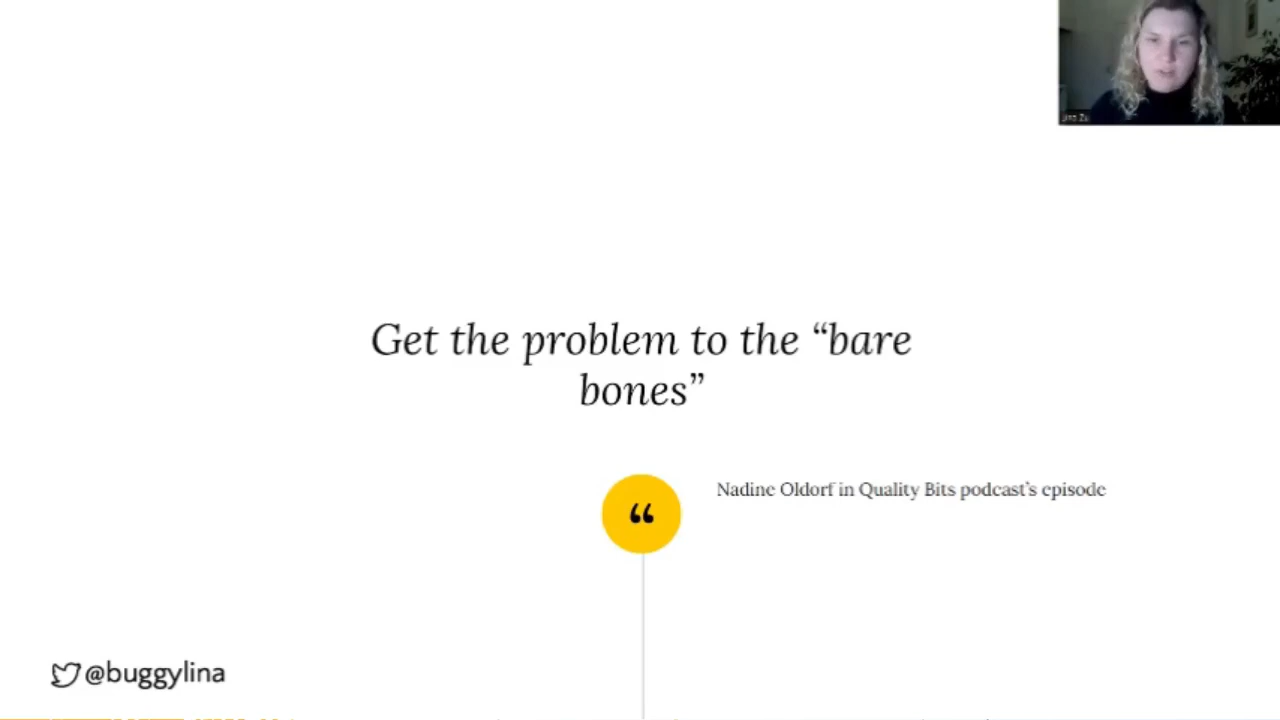 Get the problem to the “bare
bones”
“
Nadine Oldorf in Quality Bits podcast’s episode
@buggylina